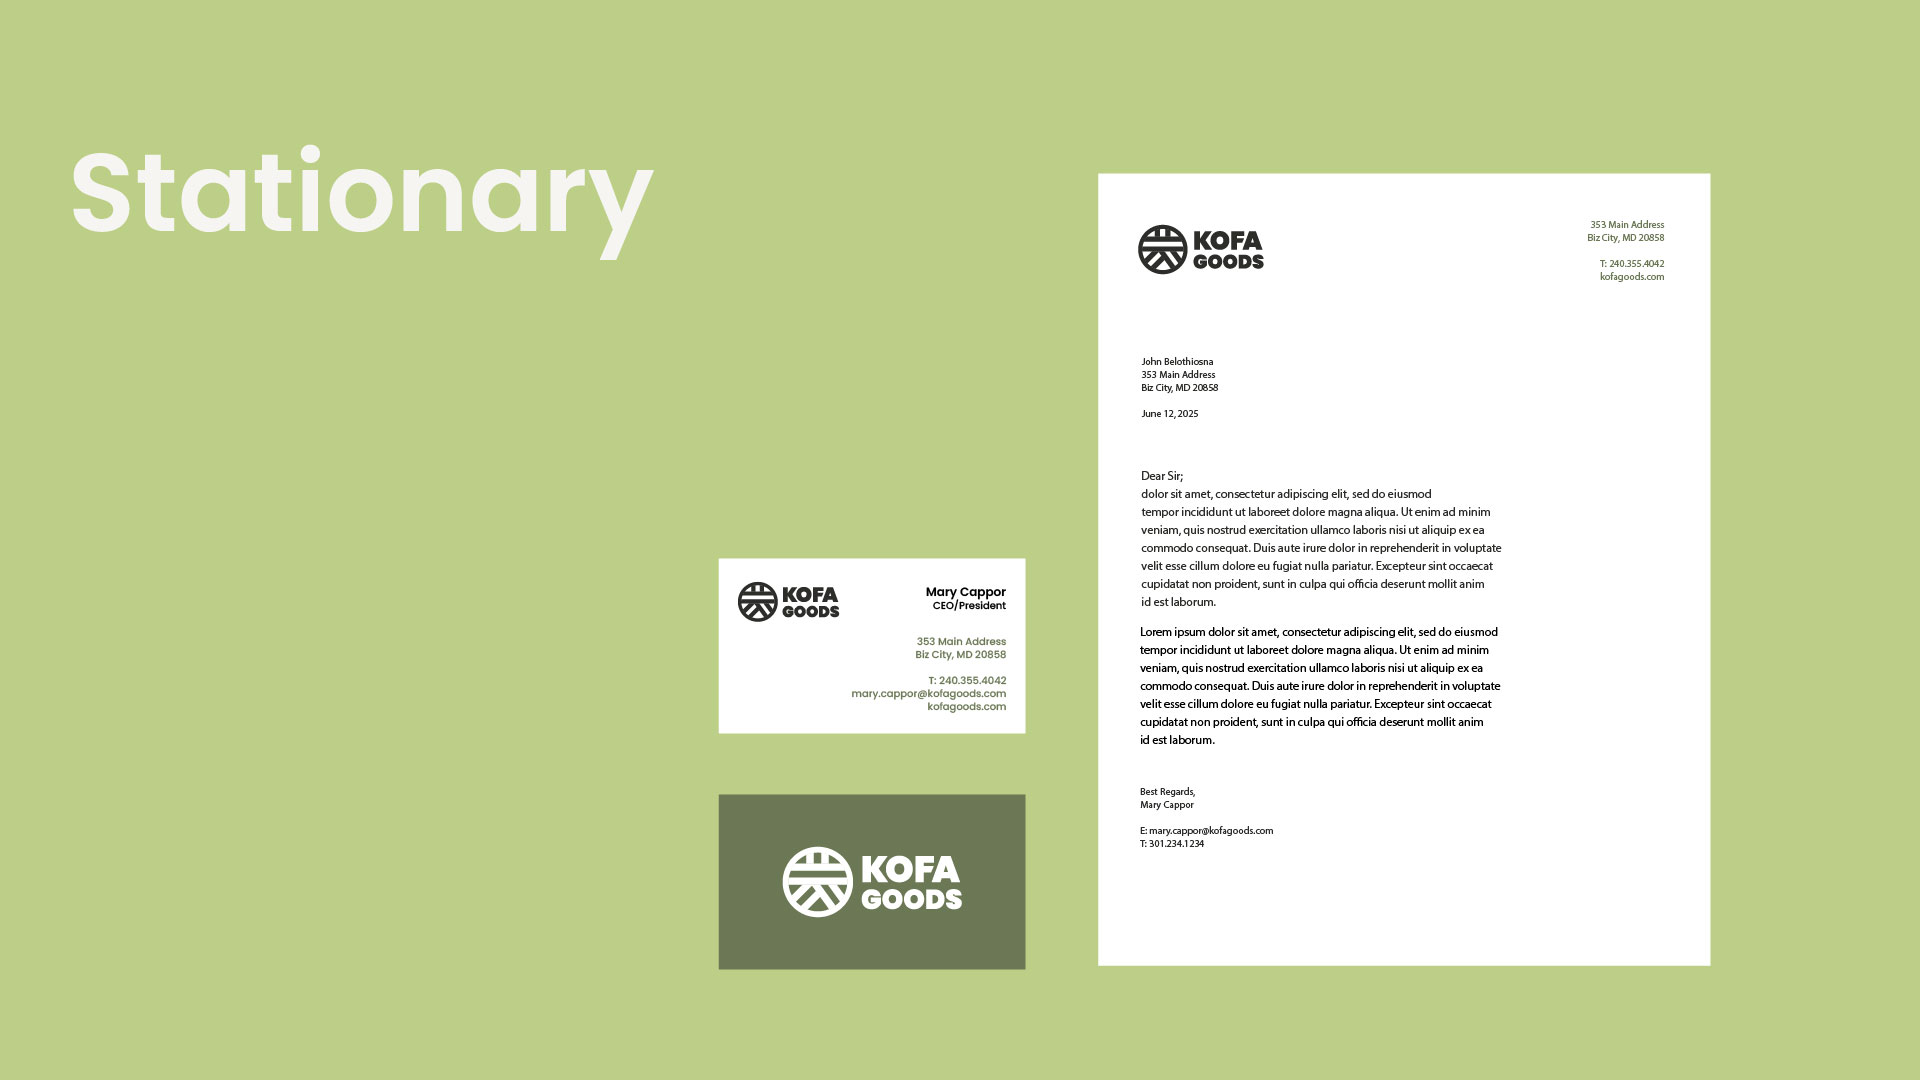 Stationary
KOFA
GOODS
Mary Cappor
CEO/President
353 Main Address
Biz City, MD 20858
T: 240.355.4042
mary.cappor@kofagoods.com
kofagoods.com
KOFA
GOODS
KOFA
GOODS
353 Main Address
Biz City, MD 20858
T: 240.355.4042
kofagoods.com
John Belothiosna
353 Main Address
Biz City, MD 20858
June 12, 2025
Dear Sir;
dolor sit amet, consectetur adipiscing elit, sed do eiusmod
tempor incididunt ut laboreet dolore magna aliqua. Ut enim ad minim
veniam, quis nostrud exercitation ullamco laboris nisi ut aliquip ex ea
commodo consequat. Duis aute irure dolor in reprehenderit in voluptate
velit esse cillum dolore eu fugiat nulla pariatur. Excepteur sint occaecat
cupidatat non proident, sunt in culpa qui officia deserunt mollit anim
id est laborum.
Lorem ipsum dolor sit amet, consectetur adipiscing elit, sed do eiusmod
tempor incididunt ut laboreet dolore magna aliqua. Ut enim ad minim
veniam, quis nostrud exercitation ullamco laboris nisi ut aliquip ex ea
commodo consequat. Duis aute irure dolor in reprehenderit in voluptate
velit esse cillum dolore eu fugiat nulla pariatur. Excepteur sint occaecat
cupidatat non proident, sunt in culpa qui officia deserunt mollit anim
id est laborum.
Best Regards,
Mary Cappor
E: mary.cappor@kofagoods.com
T: 301.234.1234